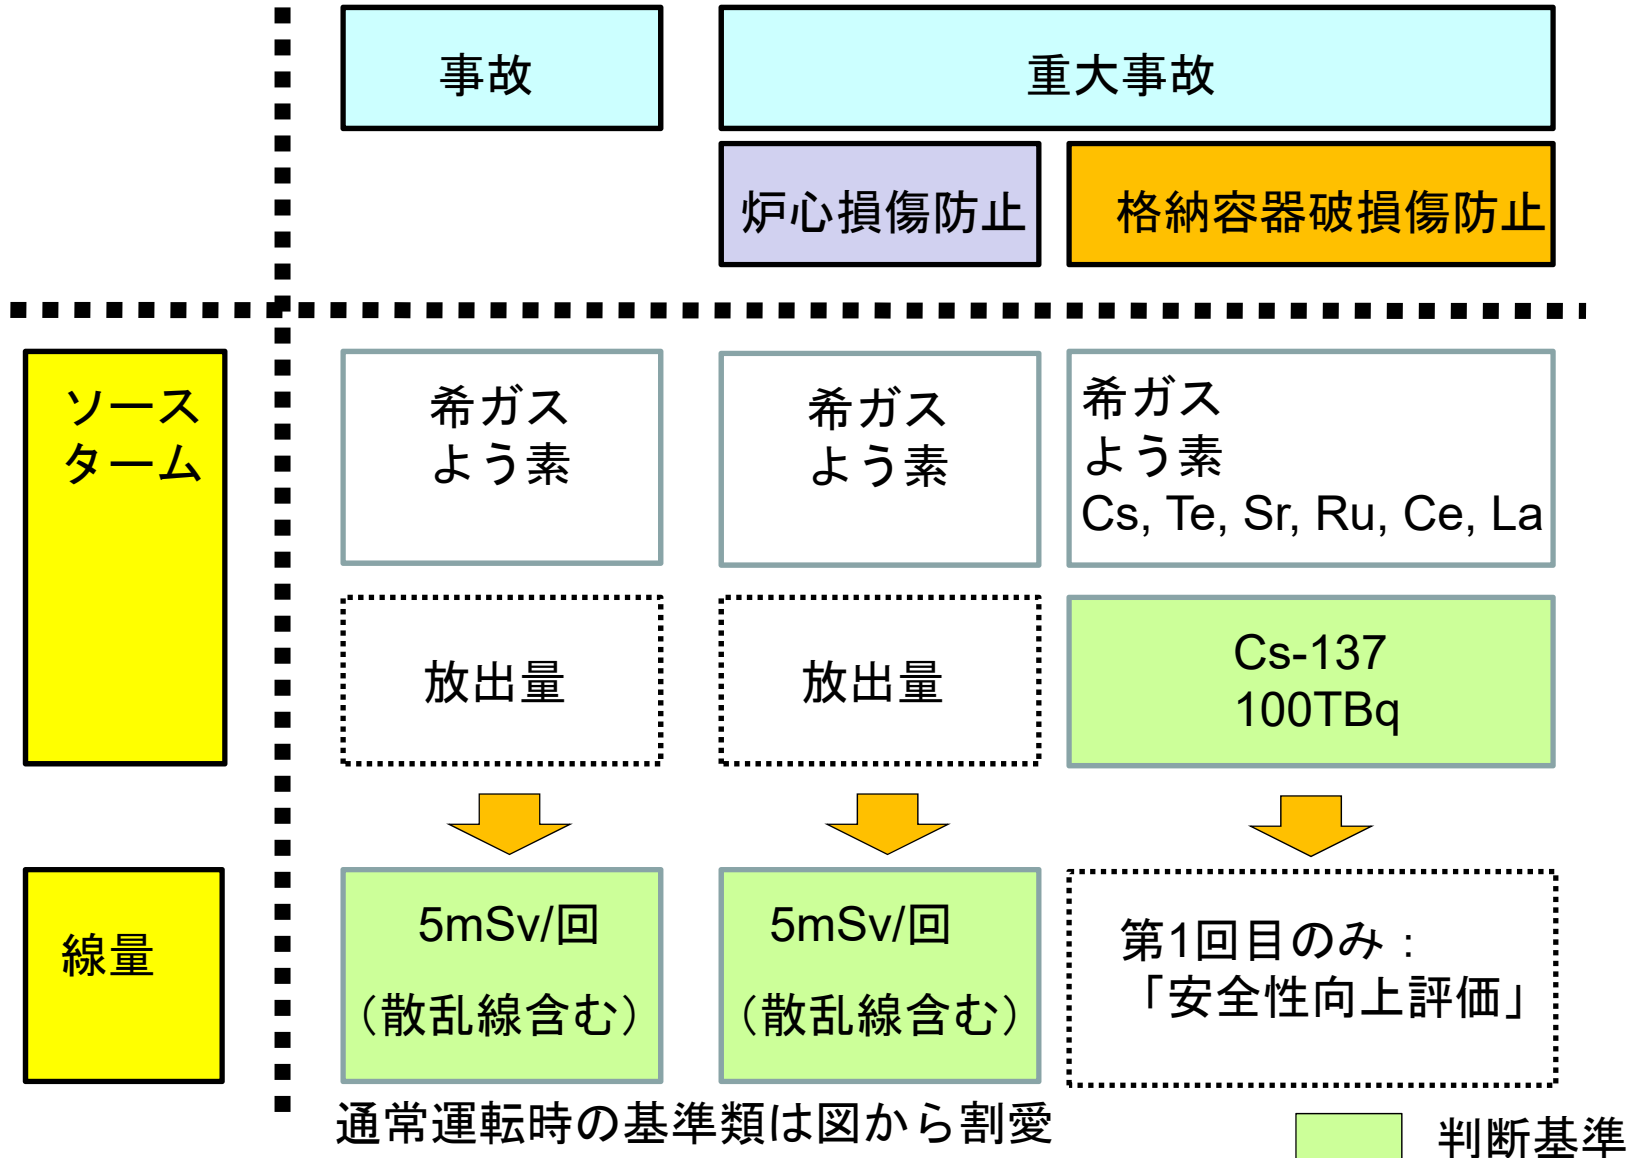 事故
重大事故
炉心損傷防止
格納容器破損傷防止
ソース
ターム
希ガス
よう素
希ガス
よう素
希ガス
よう素
Cs, Te, Sr, Ru, Ce, La
放出量
放出量
Cs-137
100TBq
線量
5mSv/回
（散乱線含む）
5mSv/回
（散乱線含む）
第1回目のみ：
「安全性向上評価」
通常運転時の基準類は図から割愛
判断基準